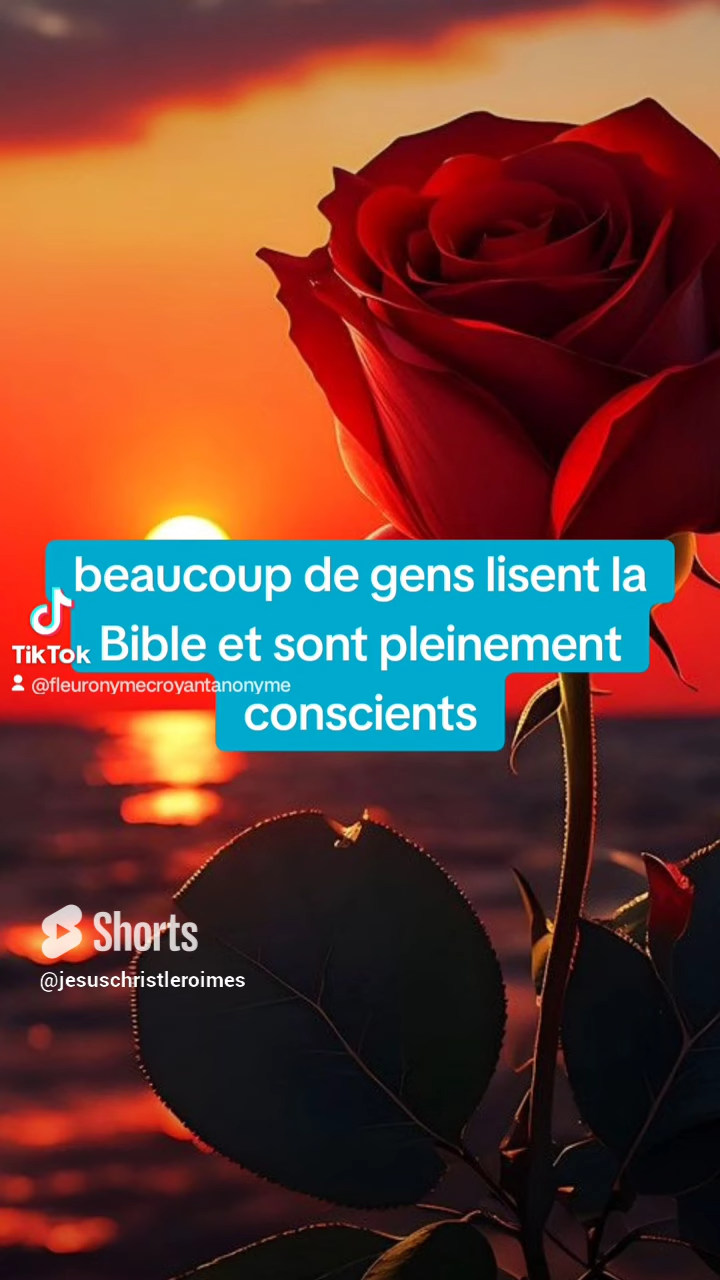 beaucoup de gens lisent la
Bible et sont pleinement
conscients
TikTok
@fleuronymecroyantanonyme
Shorts
@jesuschristleroimes